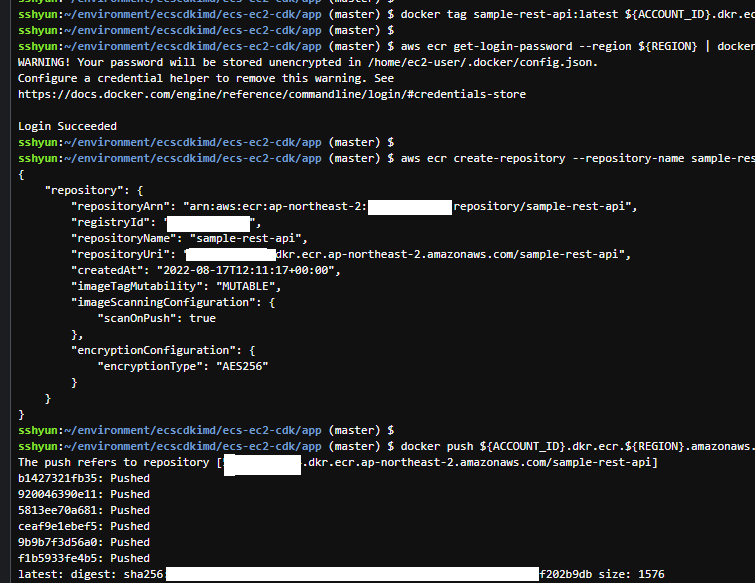 sshyun:~/environment/ecscdkimd/ecs-ec2-cdk/app (master) $ docker tag sample-rest-api:latest ${ACCOUNT_ID}.dkr.ec
sshyun:~/environment/ecscdkimd/ecs-ec2-cdk/app (master) $
sshyun:~/environment/ecscdkimd/ecs-ec2-cdk/app (master) $ aws ecr get-login-password --region ${REGION} | docker
WARNING! Your password will be stored unencrypted in /home/ec2-user/.docker/config.json.
Configure a credential helper to remove this warning. See
https://docs.docker.com/engine/reference/commandline/login/#credentials-store
Login Succeeded
sshyun:~/environment/ecscdkimd/ecs-ec2-cdk/app (master) $
sshyun:~/environment/ecscdkimd/ecs-ec2-cdk/app (master) $ aws ecr create-repository --repository-name sample-res
{
"repository": {
"repositoryArn": "arn:aws:ecr:ap-northeast-2: repository/sample-rest-api",
"registryId": " ",
"repositoryName": "sample-rest-api",
"repositoryUri": " dkr.ecr.ap-northeast-2.amazonaws.com/sample-rest-api",
"createdAt": "2022-08-17T12:11:17+00:00",
"imageTagMutability": "MUTABLE",
"imageScanningConfiguration": {
"scanOnPush": true
},
"encryptionConfiguration": {
"encryptionType": "AES256"
}
}
}
sshyun:~/environment/ecscdkimd/ecs-ec2-cdk/app (master) $
sshyun:~/environment/ecscdkimd/ecs-ec2-cdk/app (master) $ docker push ${ACCOUNT_ID}.dkr.ecr.${REGION}.amazonaws.
The push refers to repository [ .dkr.ecr.ap-northeast-2.amazonaws.com/sample-rest-api]
b1427321fb35: Pushed
920046390e11: Pushed
5813ee70a681: Pushed
ceaf9e1ebef5: Pushed
9b9b7f3d56a0: Pushed
f1b5933fe4b5: Pushed
latest: digest: sha256: f202b9db size: 1576